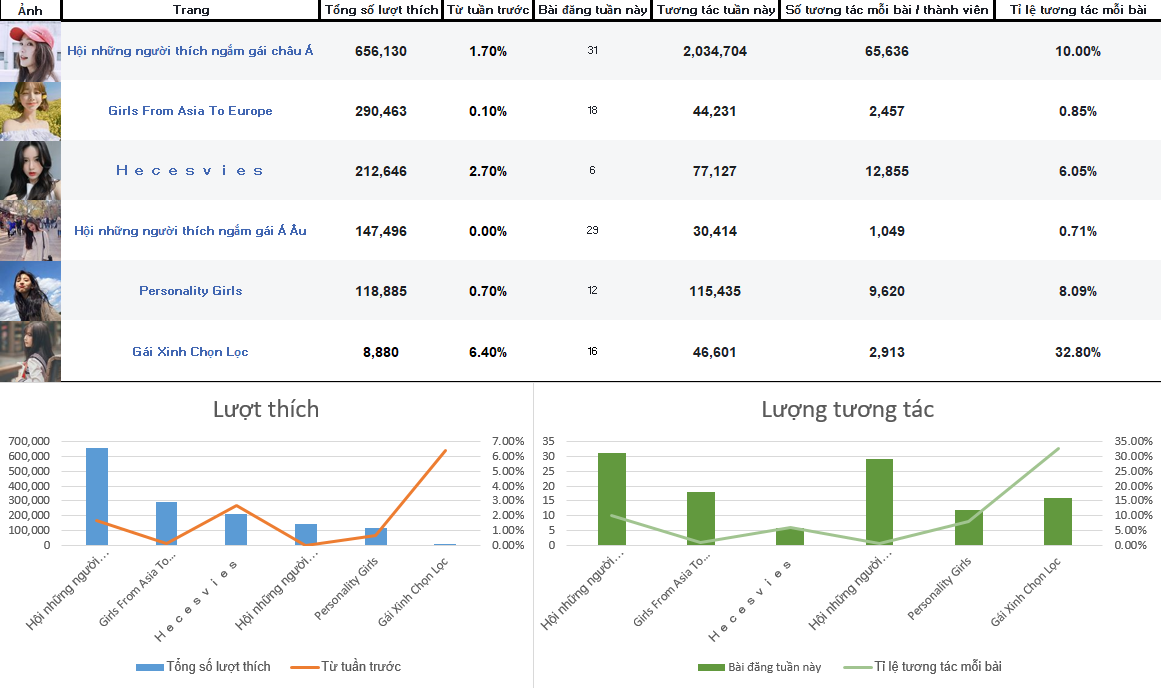 Ảnh Trang Tổng số lượt thích Từ tuần trước Bài đăng tuần này Tương tác tuần này Số tương tác mỗi bài / thành viên Tỉ lệ tương tác mỗi bài
Hội những người thích ngắm gái châu Á 656,130 1.70% 31 2,034,704 65,636 10.00%
Girls From Asia To Europe 290,463 0.10% 18 44,231 2,457 0.85%
H e c e s v i e s 212,646 2.70% 6 77,127 12,855 6.05%
Hội những người thích ngắm gái Á Âu 147,496 0.00% 29 30,414 1,049 0.71%
Personality Girls 118,885 0.70% 12 115,435 9,620 8.09%
Gái Xinh Chọn Lọc 8,880 6.40% 16 46,601 2,913 32.80%
Lượt thích
700,000 7.00%
600,000 6.00%
500,000 5.00%
400,000 4.00%
300,000 3.00%
200,000 2.00%
100,000 1.00%
0 0.00%
Hội những người...
Girls From Asia To...
H e c e s v i e s
Hội những người...
Personality Girls
Gái Xinh Chọn Lọc
Tổng số lượt thích Từ tuần trước
Lượng tương tác
35 35.00%
30 30.00%
25 25.00%
20 20.00%
15 15.00%
10 10.00%
5 5.00%
0 0.00%
Hội những người...
Girls From Asia To...
H e c e s v i e s
Hội những người...
Personality Girls
Gái Xinh Chọn Lọc
Bài đăng tuần này Tỉ lệ tương tác mỗi bài